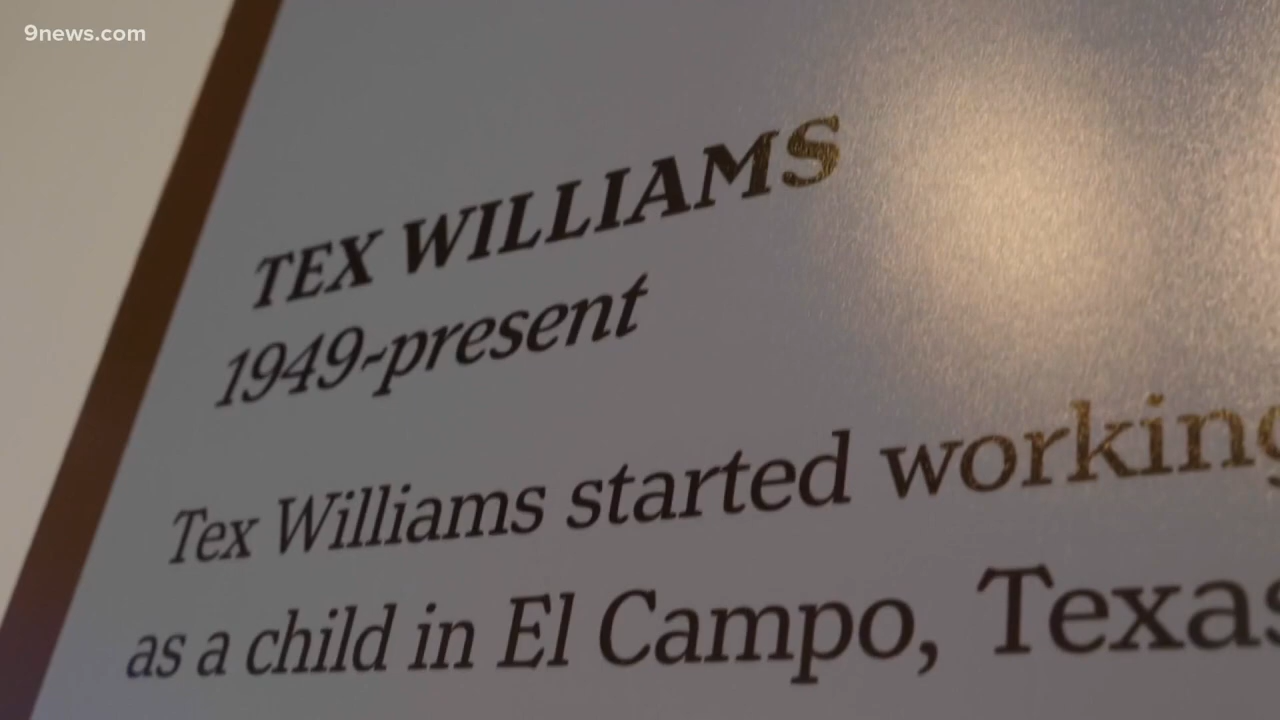 9news.com
TEX WILLIAMS
1949-present
Tex Williams started working
as a child in El Campo, Texas